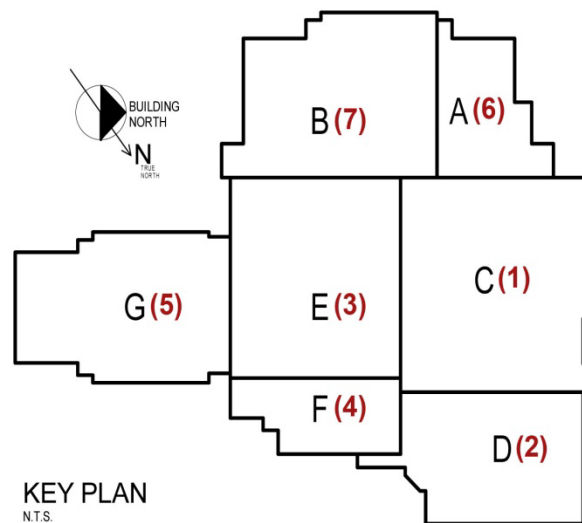 BUILDING
NORTH
N
TRUE
NORTH
B (7)
A (6)
C (1)
G (5)
E (3)
F (4)
D (2)
KEY PLAN
N.T.S.